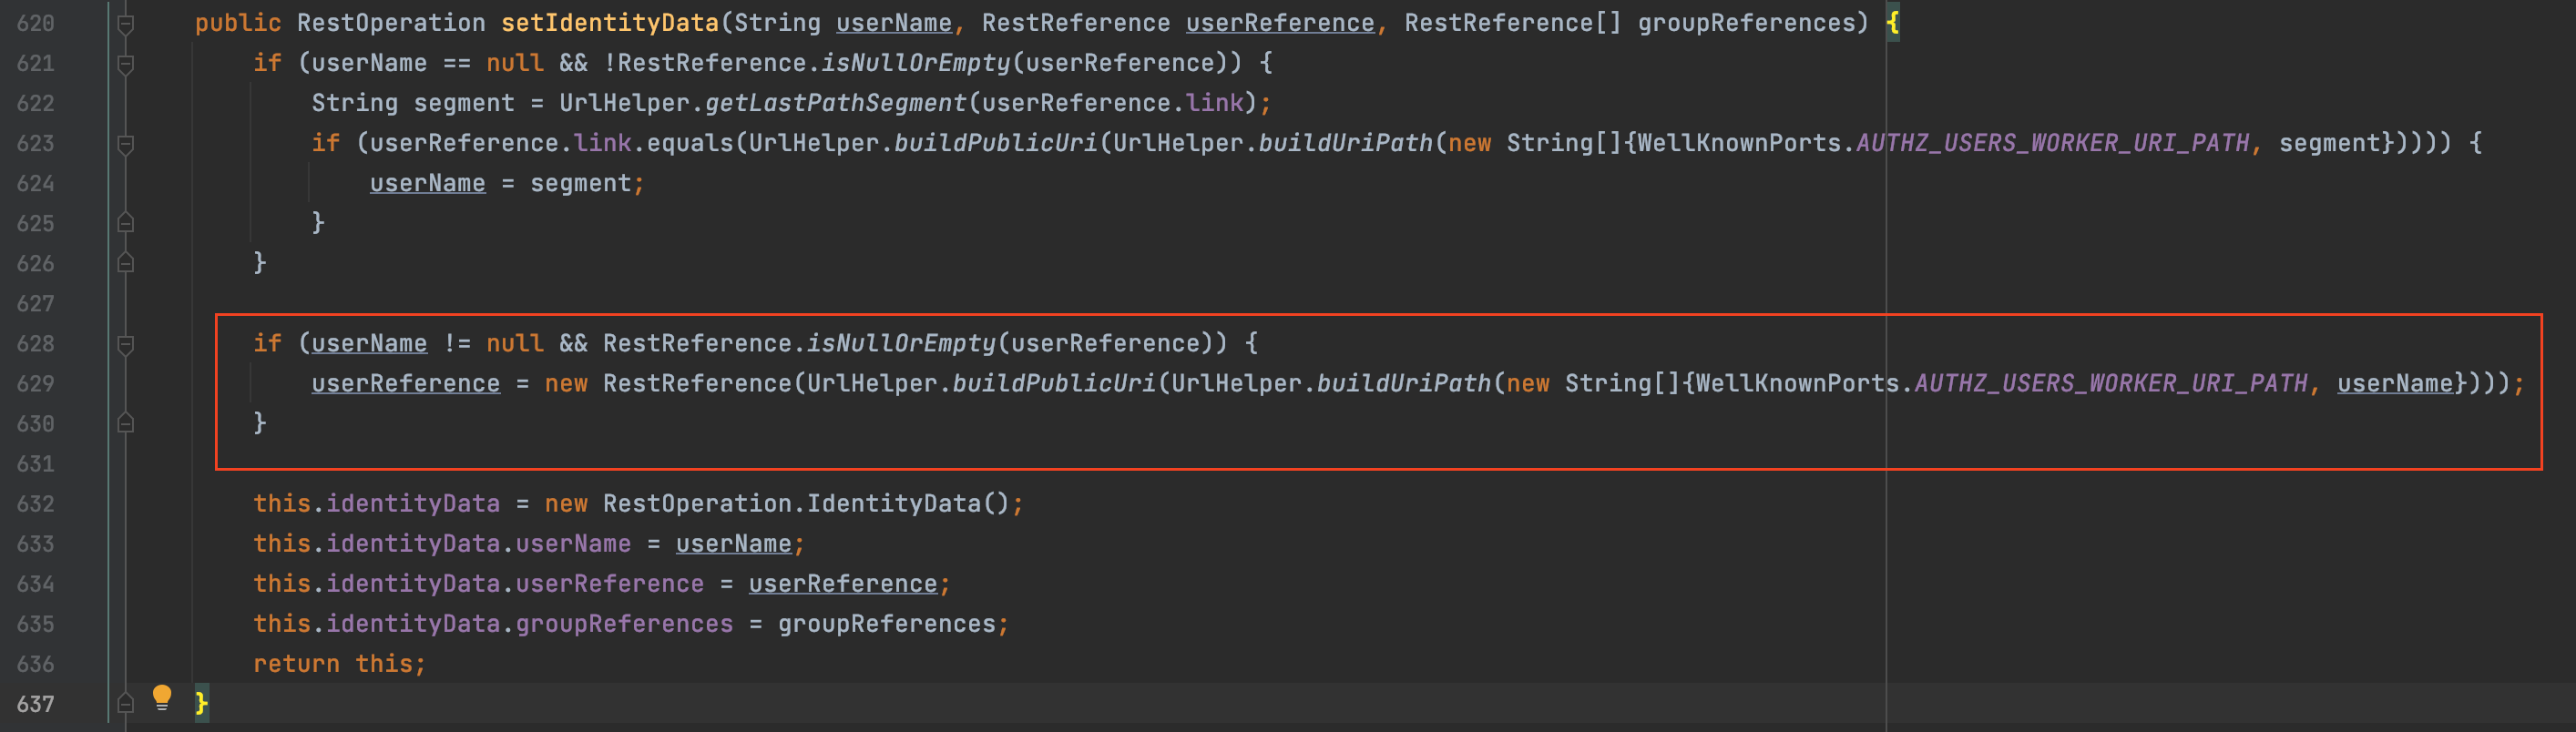 620 public RestOperation setIdentityData(String userName, RestReference userReference, RestReference[] groupReferences) {
621 if (userName == null && !RestReference.isNullOrEmpty(userReference)) {
622 String segment = UrlHelper.getLastPathSegment(userReference.link);
623 if (userReference.link.equals(UrlHelper.buildPublicUri(UrlHelper.buildUriPath(new String[]{WellKnownPorts.AUTHZ_USERS_WORKER_URI_PATH, segment})))) {
624 userName = segment;
625 }
626 }
627
628 if (userName != null && RestReference.isNullOrEmpty(userReference)) {
629 userReference = new RestReference(UrlHelper.buildPublicUri(UrlHelper.buildUriPath(new String[]{WellKnownPorts.AUTHZ_USERS_WORKER_URI_PATH, userName})));
630 }
631
632 this.identityData = new RestOperation.IdentityData();
633 this.identityData.userName = userName;
634 this.identityData.userReference = userReference;
635 this.identityData.groupReferences = groupReferences;
636 return this;
637 }